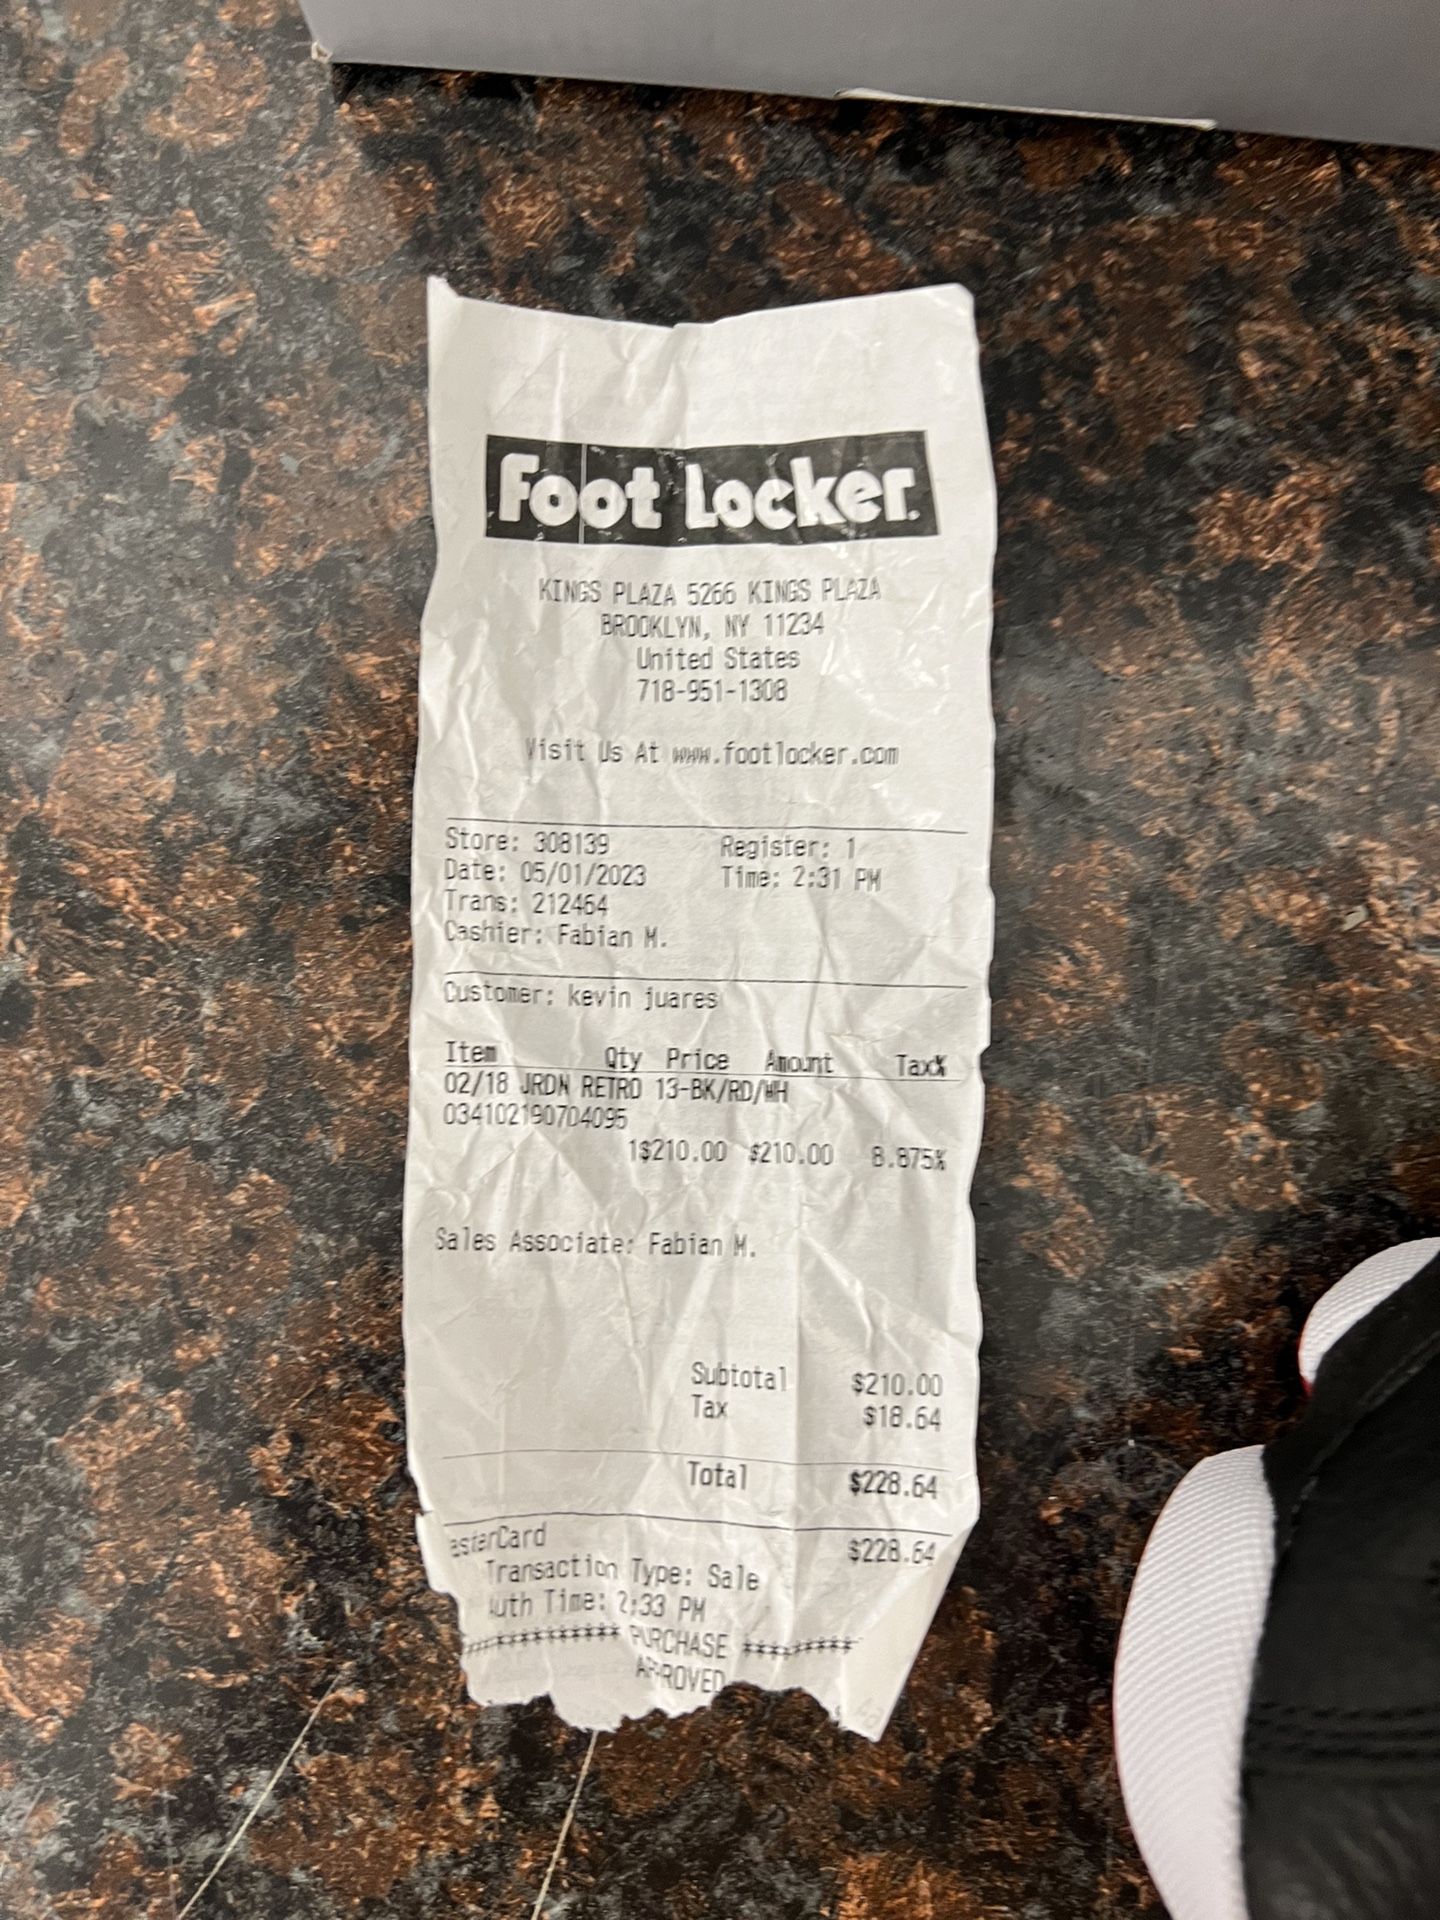 Foot Locker.
KINGS PLAZA 5266 KINGS PLAZA
BROOKLYN, NY 11234
United States
718-951-1308
Visit Us At www.footlocker.com
Store: 308139 Register: 1
Date: 05/01/2023 Time: 2:31 PM
Trans: 212464
Cashier: Fabian M.
Customer: kevin juares
Item Qty Price Amount Tax%
02/18 JRDN RETRO 13-BK/RD/WH
034102190704095
1$210.00 $210.00 8.875%
Sales Associate: Fabian M.
Subtotal $210.00
Tax $18.64
Total $228.64
asterCard $228.64
Transaction Type: Sale
Auth Time: 2:33 PM
************ PURCHASE *********
APPROVED